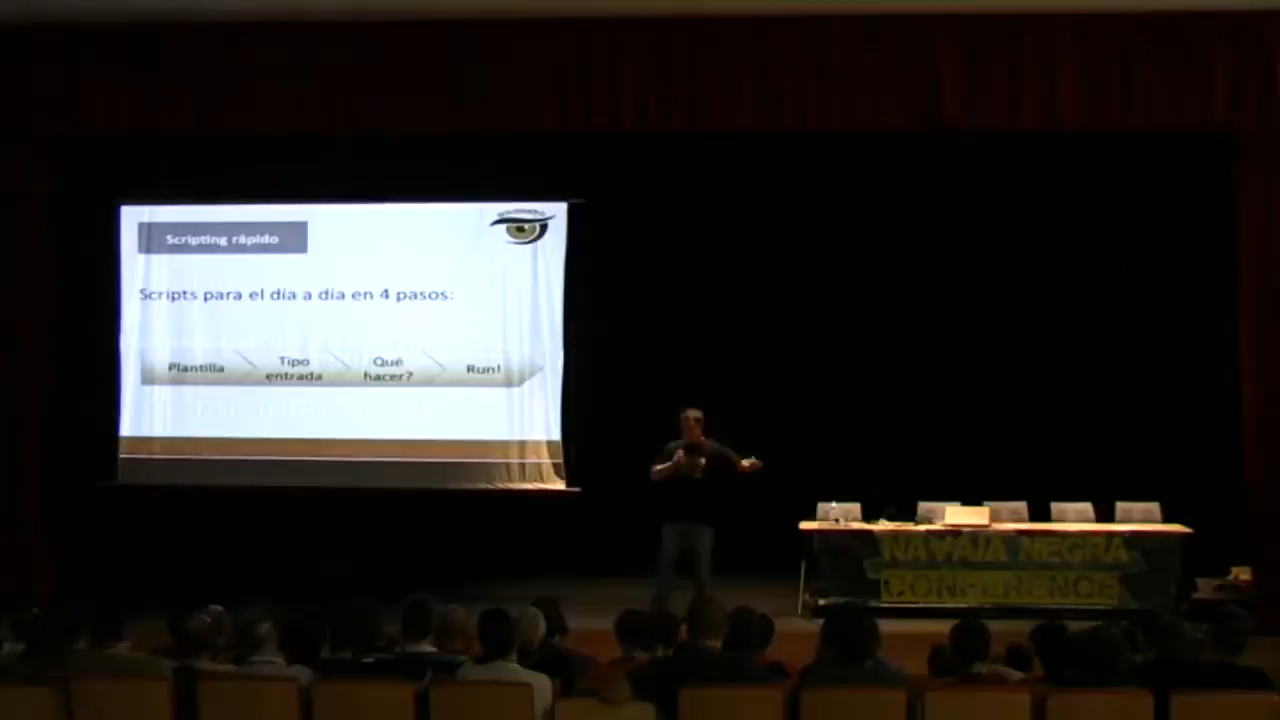 Scripting rápido
Scripts para el día a día en 4 pasos:
Plantilla
Tipo
entrada
Qué
hacer?
Run!
NAVAJA NEGRA
CONFERENCE